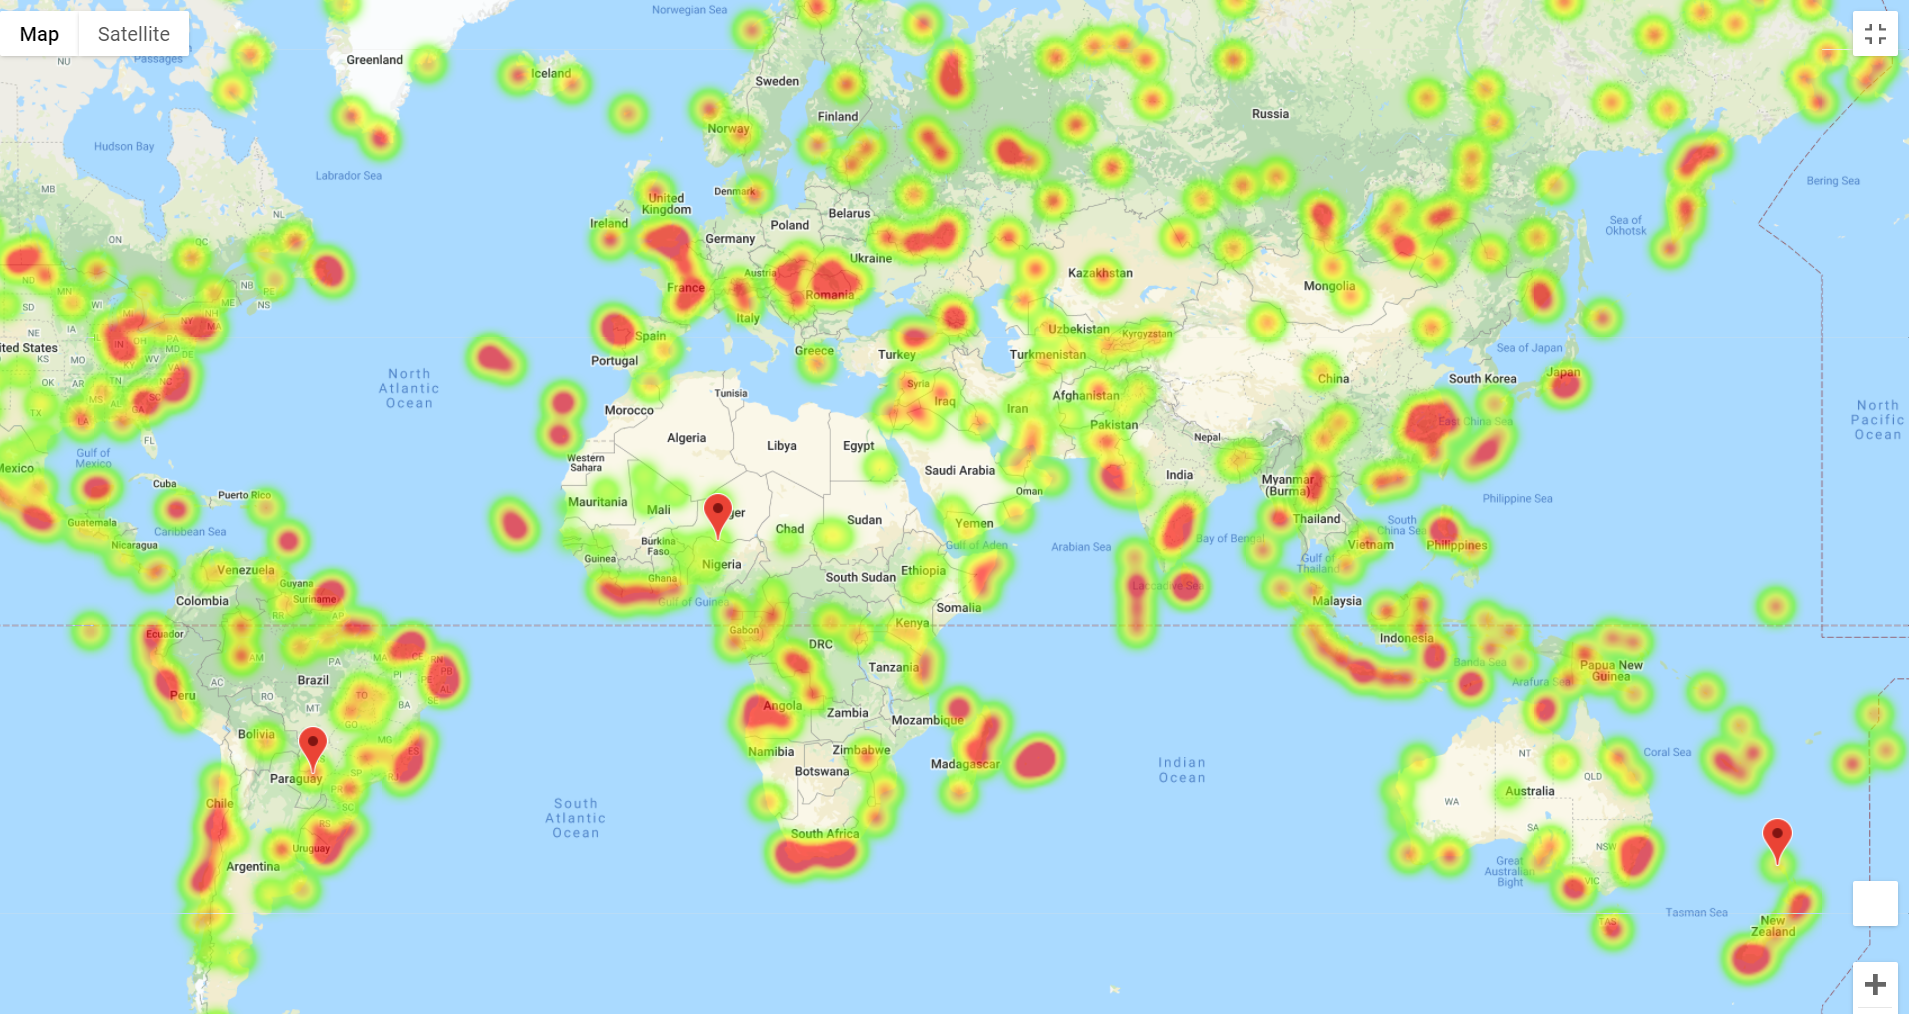 Map
Satellite
Norwegian Sea
Passages
NU
Greenland
Iceland
Sweden
Finland
Norway
Russia
Hudson Bay
Labrador Sea
Bering Sea
MB
Denmark
United
Kingdom
Ireland
Belarus
Poland
Germany
NL
Sea of
Okhotsk
ON
QC
Ukraine
Austria
Kazakhstan
Mongolia
ND
MN
NB
PE
NS
France
Romania
SD
WI
ME
Italy
NH
MI
NY
MA
Uzbekistan
Kyrgyzstan
NE
IA
IN
OH
PA
MD
DE
Spain
Portugal
Greece
Turkey
Turkmenistan
Sea of Japan
ited States
KS
MO
WV
VA
Japan
China
South Korea
North
Atlantic
Ocean
OK
AR
TN
NC
SC
MS
AL
GA
Tunisia
Syria
Iraq
Iran
Afghanistan
North
Pacific
Ocean
TX
LA
FL
Morocco
Pakistan
East China Sea
Gulf of
Mexico
Algeria
Libya
Egypt
Nepal
Mexico
Western
Sahara
Saudi Arabia
India
Myanmar
(Burma)
Cuba
Puerto Rico
Oman
Philippine Sea
Mauritania
Mali
ger
Guatemala
Caribbean Sea
Chad
Sudan
Yemen
Thailand
South
China Sea
Nicaragua
Burkina
Faso
Gulf of Aden
Arabian Sea
Bay of Bengal
Vietnam
Philippines
Guinea
Nigeria
Gulf of
Thailand
Venezuela
Guyana
Ghana
South Sudan
Ethiopia
Laccadive Sea
Suriname
Colombia
Gulf of Guinea
Somalia
Malaysia
RR
AP
Ecuador
Gabon
Kenya
DRC
Indonesia
AM
PA
MA
CE
RN
PB
PI
PE
AL
SE
Tanzania
Banda Sea
Papua New
Guinea
Arafura Sea
AC
Brazil
Peru
RO
TO
BA
MT
Angola
Zambia
Mozambique
GO
Bolivia
MG
ES
Namibia
Zimbabwe
Madagascar
Botswana
Indian
Ocean
NT
Coral Sea
QLD
MS
SP
RJ
Paraguay
PR
SC
Australia
WA
Chile
South
Atlantic
Ocean
RS
South Africa
SA
NSW
Uruguay
Argentina
Great
Australian
Bight
VIC
TAS
Tasman Sea
New
Zealand